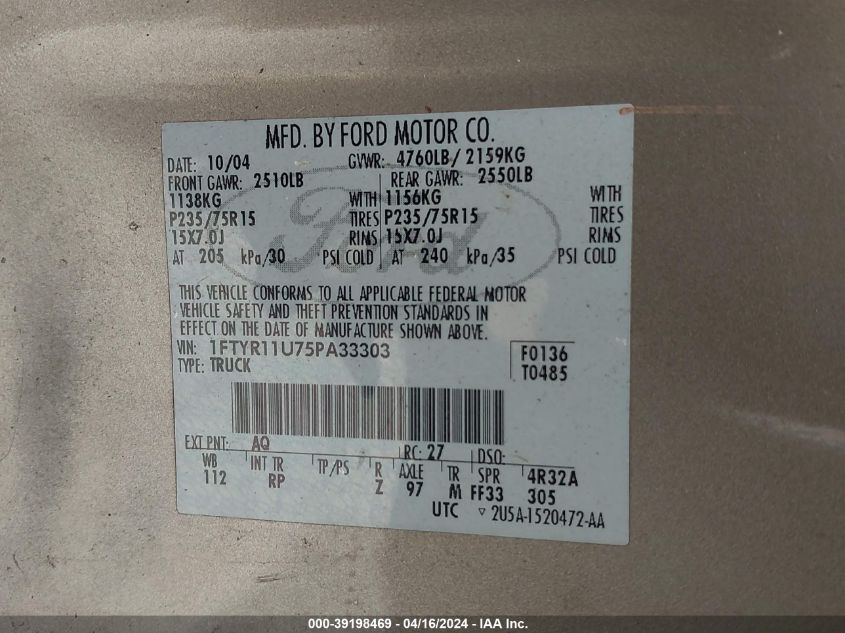 MFD. BY FORD MOTOR CO.
DATE: 10/04 GVWR: 4760LB/ 2159KG
FRONT GAWR: 2510LB REAR GAWR: 2550LB
1138KG WITH 1156KG WITH
P235/75R15 TIRES P235/75R15 TIRES
15X7.0J RIMS 15X7.0J RIMS
AT 205 kPa/30 PSI COLD AT 240 kPa/35 PSI COLD
Ford
THIS VEHICLE CONFORMS TO ALL APPLICABLE FEDERAL MOTOR
VEHICLE SAFETY AND THEFT PREVENTION STANDARDS IN
EFFECT ON THE DATE OF MANUFACTURE SHOWN ABOVE.
VIN: 1FTYR11U75PA33303 F0136
TYPE: TRUCK T0485
EXT PNT: AQ RC: 27 DSO:
WB INT TR TP/PS R AXLE TR SPR 4R32A
112 RP Z 97 M FF33 305
UTC ▿ 2U5A-1520472-AA
000-39198469 - 04/16/2024 - IAA Inc.